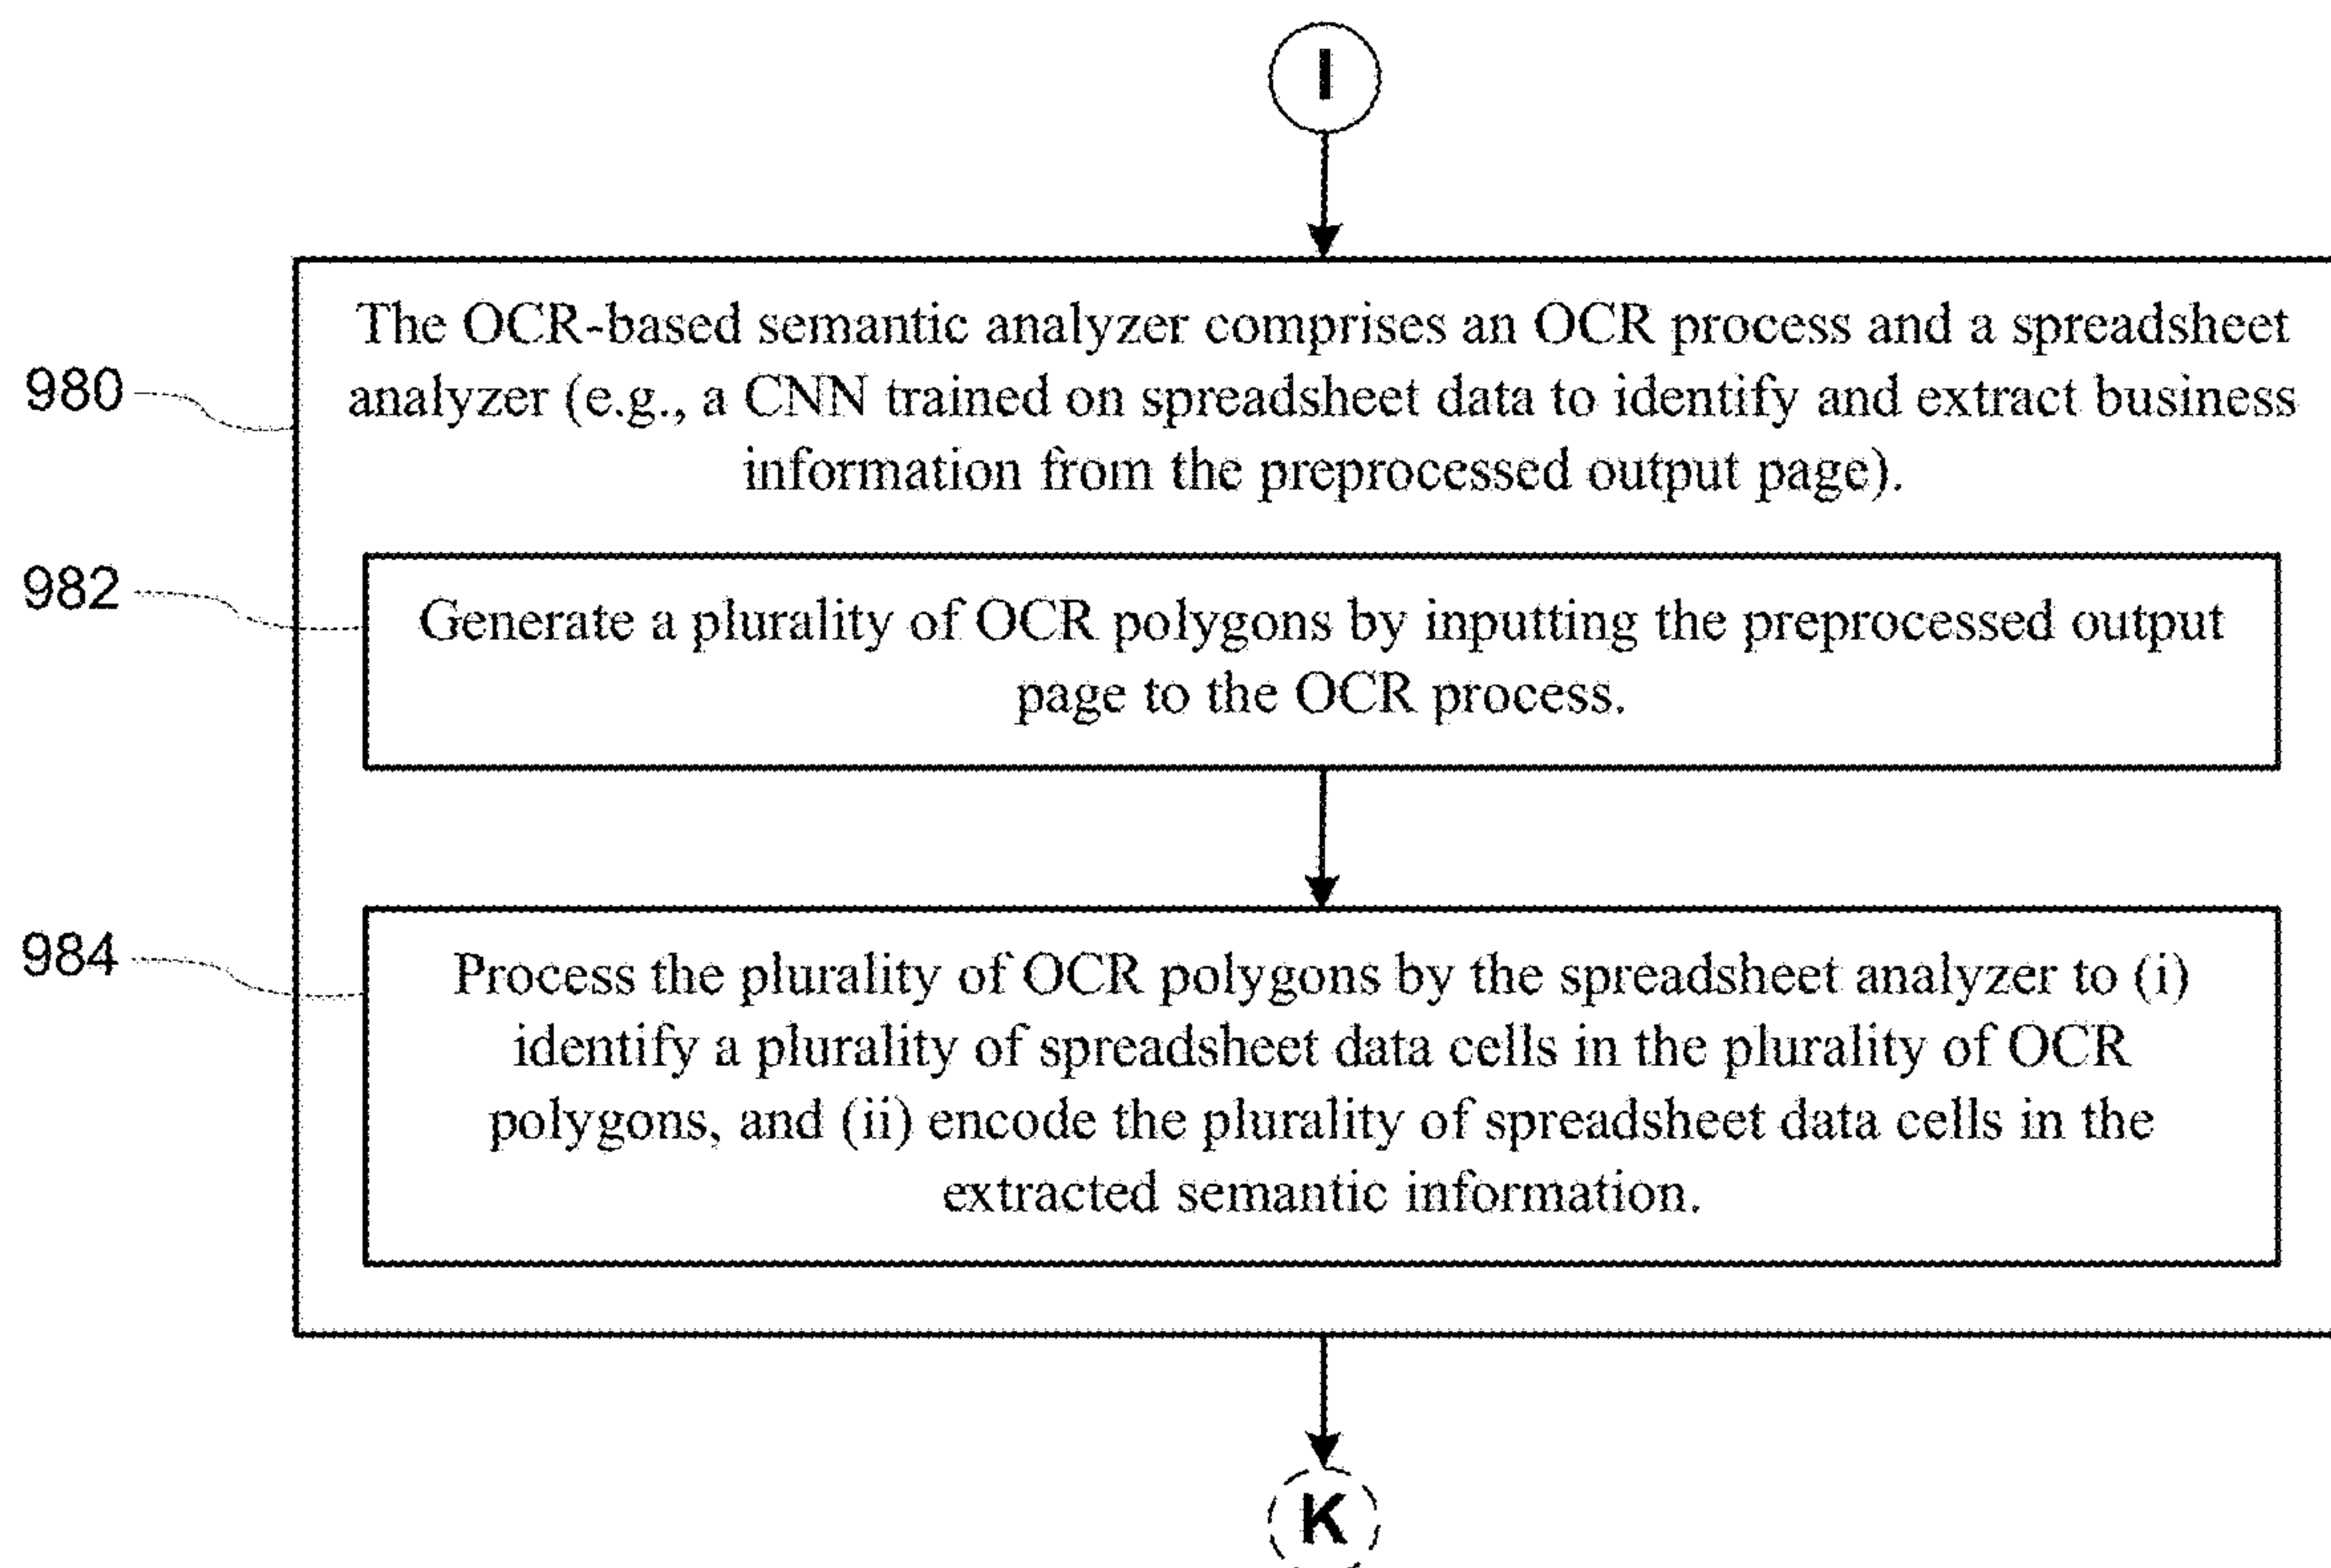 I
The OCR-based semantic analyzer comprises an OCR process and a spreadsheet
980
analyzer (e.g., a CNN trained on spreadsheet data to identify and extract business
information from the preprocessed output page).
982
Generate a plurality of OCR polygons by inputting the preprocessed output
page to the OCR process.
984
Process the plurality of OCR polygons by the spreadsheet analyzer to (i)
identify a plurality of spreadsheet data cells in the plurality of OCR
polygons, and (ii) encode the plurality of spreadsheet data cells in the
extracted semantic information.
K